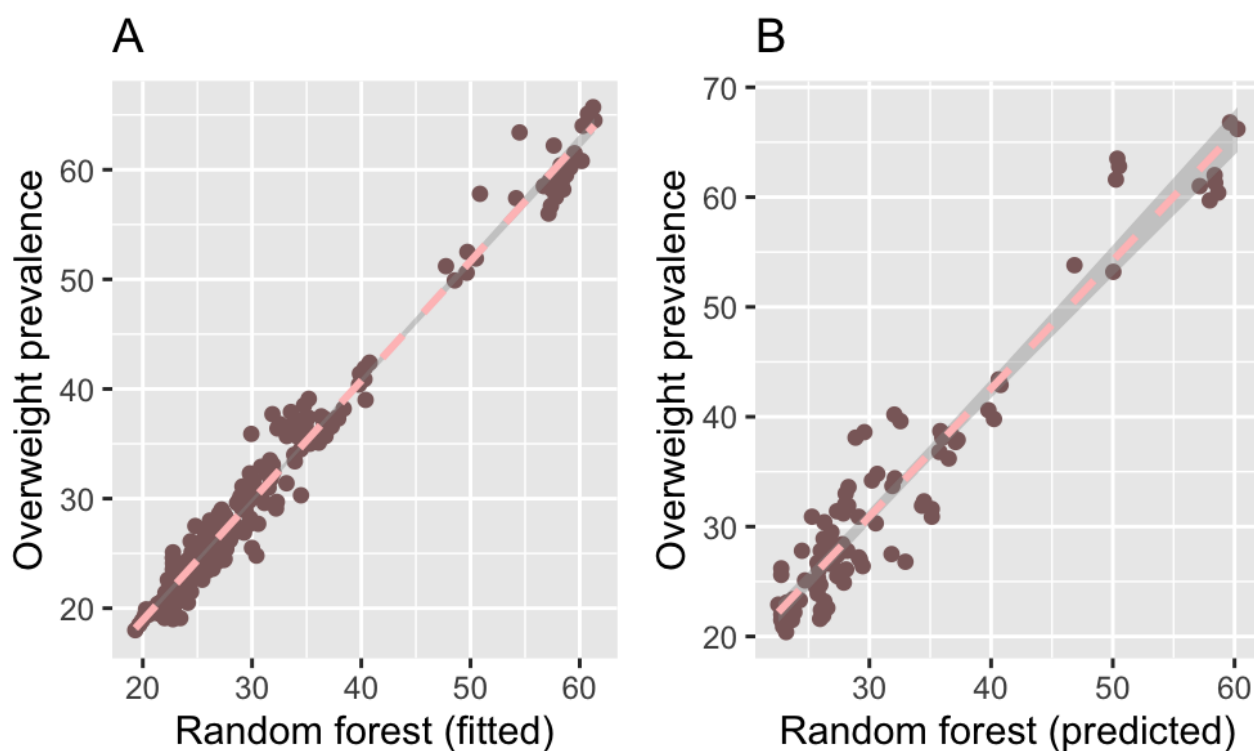 A
Overweight prevalence
60
50
40
30
20
20 30 40 50 60
Random forest (fitted)
B
Overweight prevalence
70
60
50
40
30
20
30 40 50 60
Random forest (predicted)